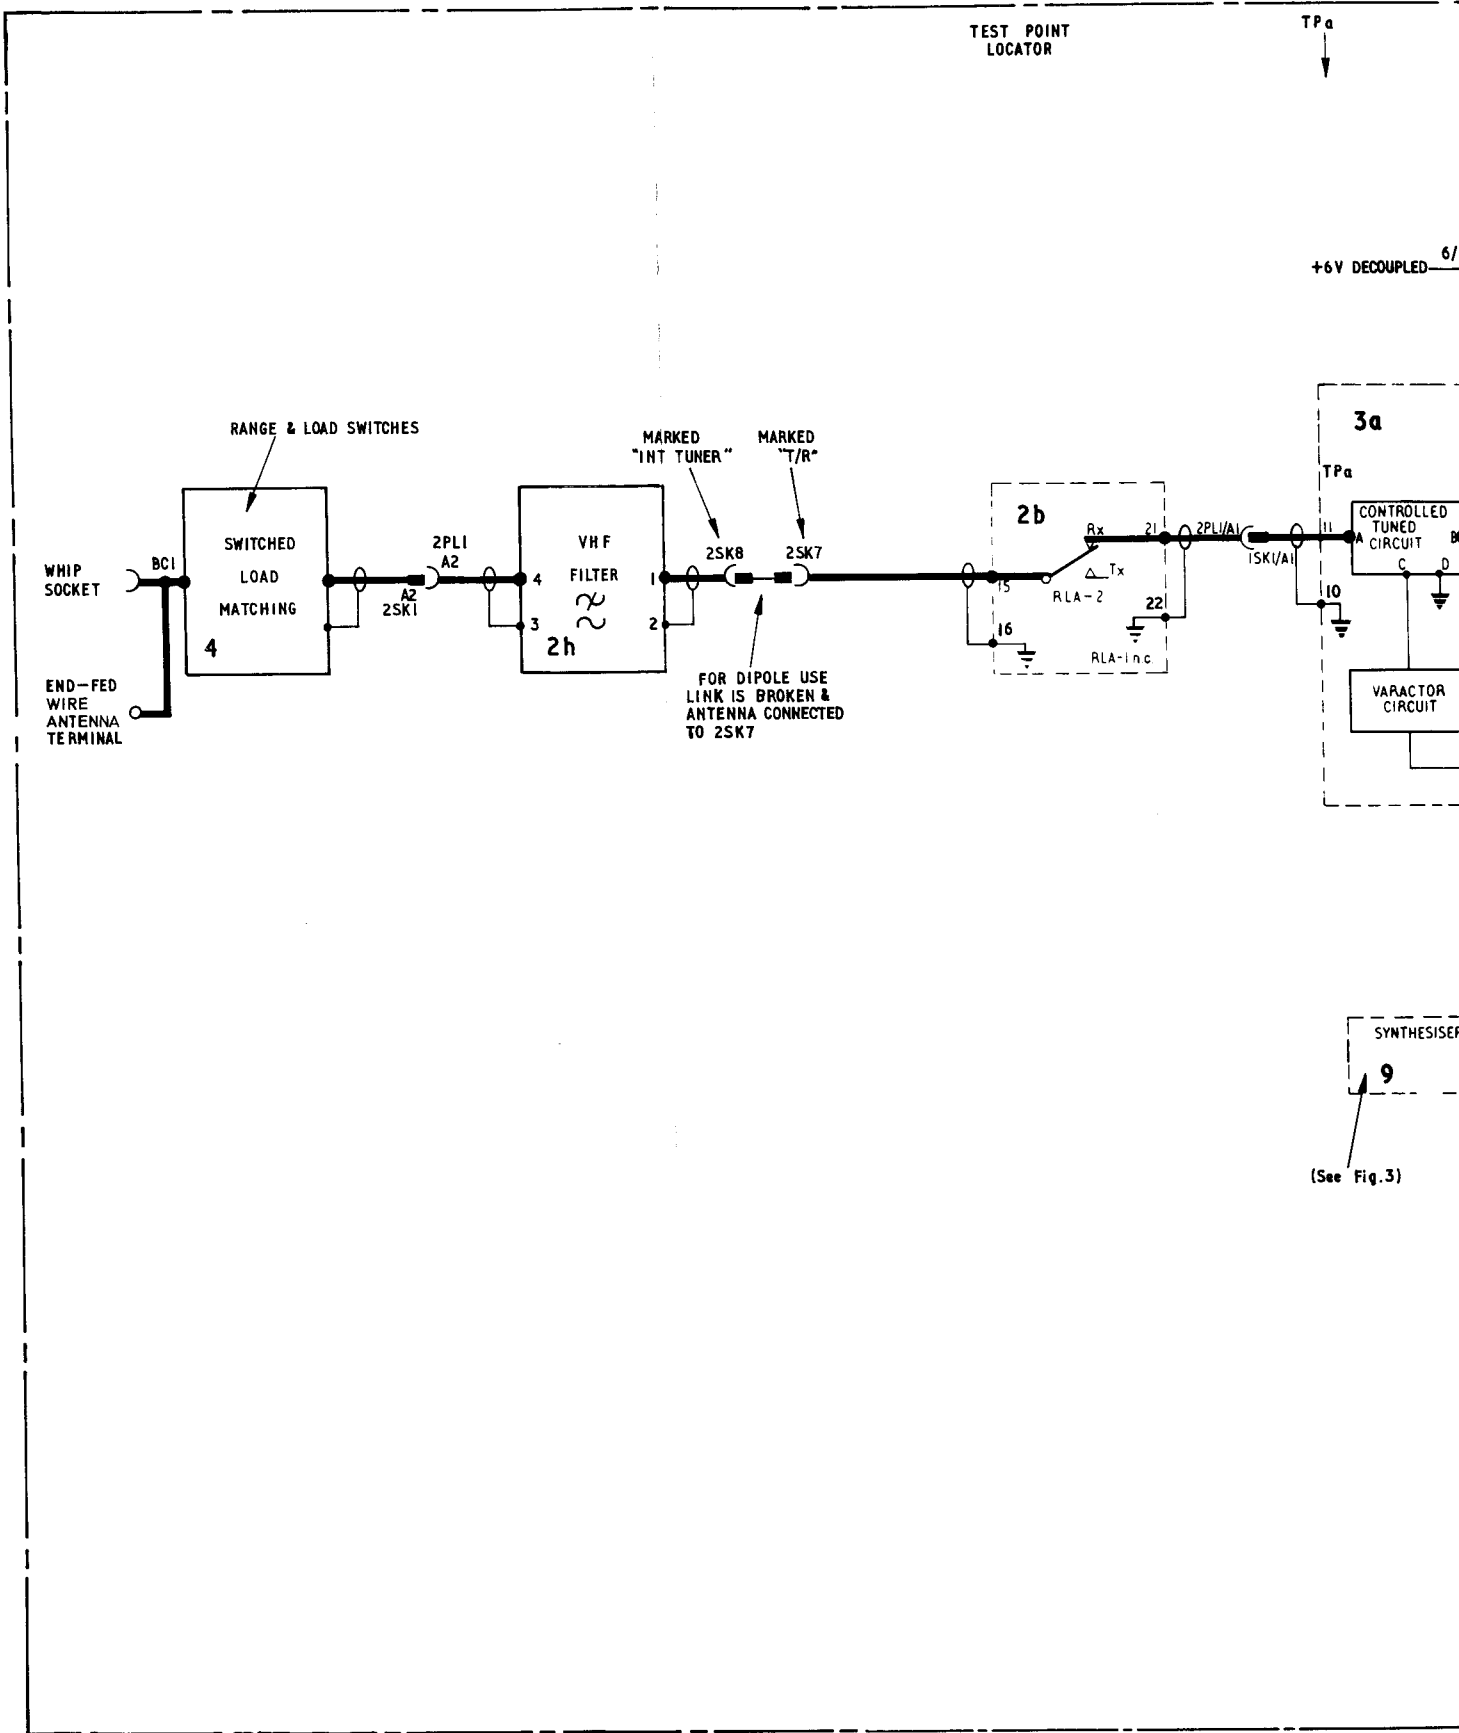 TEST POINT
LOCATOR
TPa
+6V DECOUPLED
6/
RANGE & LOAD SWITCHES
MARKED
"INT TUNER"
MARKED
"T/R"
3a
TPa
WHIP
SOCKET
BC1
SWITCHED
LOAD
MATCHING
4
2PL1
A2
A2
2SK1
VHF
FILTER
4
3
1
2
2h
2SK8
2SK7
2b
Rx
21
Tx
15
RLA-2
16
22
RLA-Inc.
2PL1/A1
1SK1/A1
11
10
CONTROLLED
TUNED
CIRCUIT
A
B
C
D
END-FED
WIRE
ANTENNA
TERMINAL
FOR DIPOLE USE
LINK IS BROKEN &
ANTENNA CONNECTED
TO 2SK7
VARACTOR
CIRCUIT
SYNTHESISER
9
(See Fig.3)